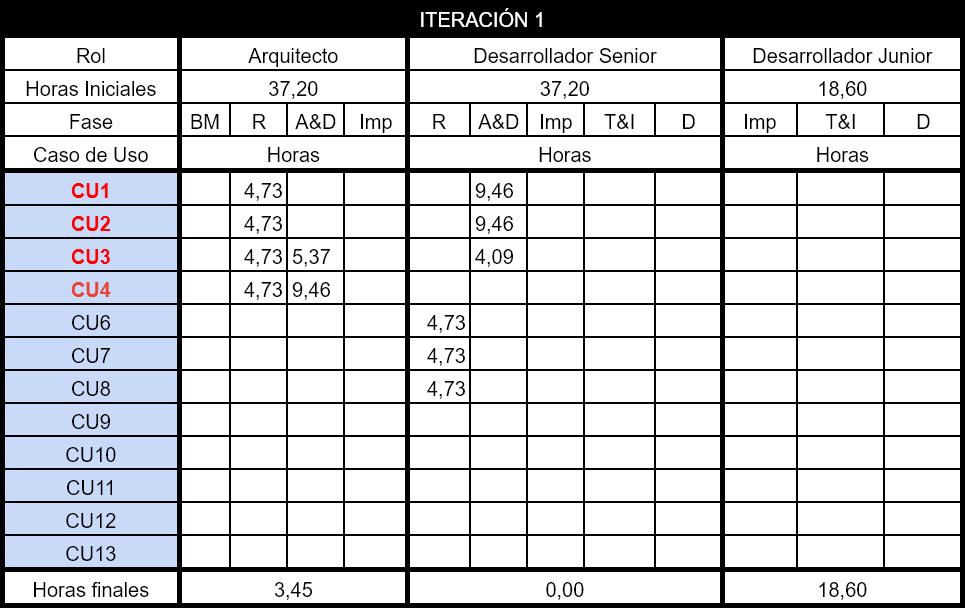 ITERACIÓN 1
Rol Arquitecto Desarrollador Senior Desarrollador Junior
Horas Iniciales 37,20 37,20 18,60
Fase BM R A&D Imp R A&D Imp T&I D Imp T&I D
Caso de Uso Horas Horas Horas
CU1 4,73 9,46
CU2 4,73 9,46
CU3 4,73 5,37 4,09
CU4 4,73 9,46
CU6 4,73
CU7 4,73
CU8 4,73
CU9
CU10
CU11
CU12
CU13
Horas finales 3,45 0,00 18,60